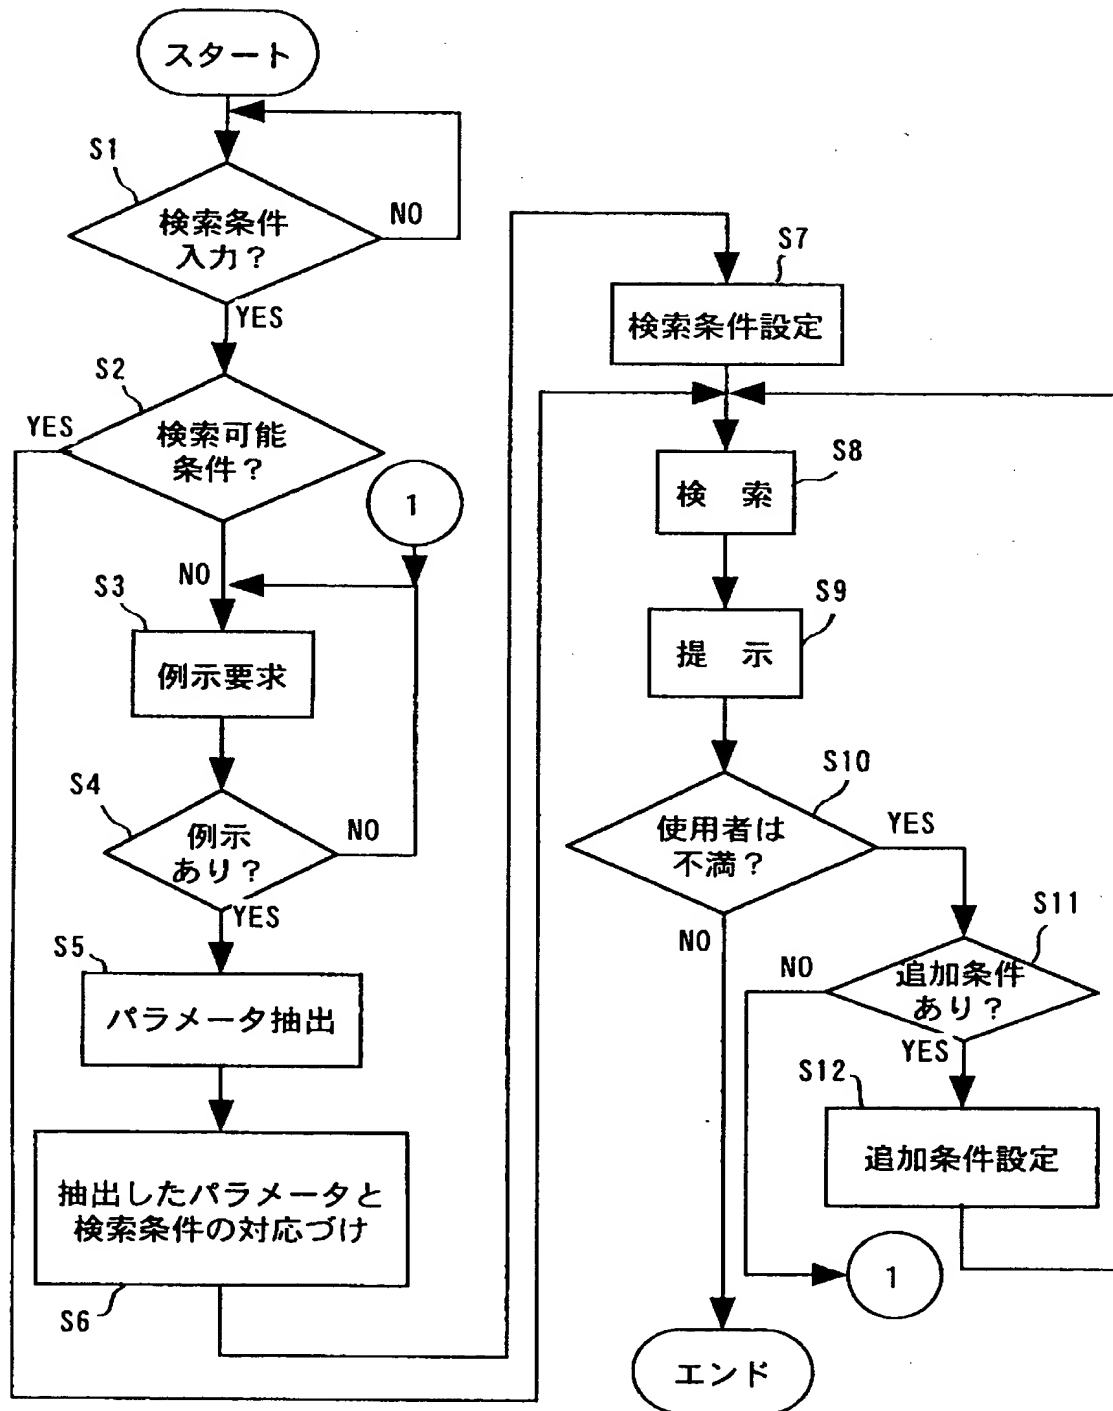 スタート
S1
検索条件
入力？
NO
YES
S2
YES
検索可能
条件？
1
NO
S3
例示要求
S4
例示
あり？
NO
YES
S5
パラメータ抽出
抽出したパラメータと
検索条件の対応づけ
S6
S7
検索条件設定
S8
検　索
S9
提　示
S10
使用者は
不満？
YES
NO
S11
追加条件
あり？
NO
YES
S12
追加条件設定
1
エンド